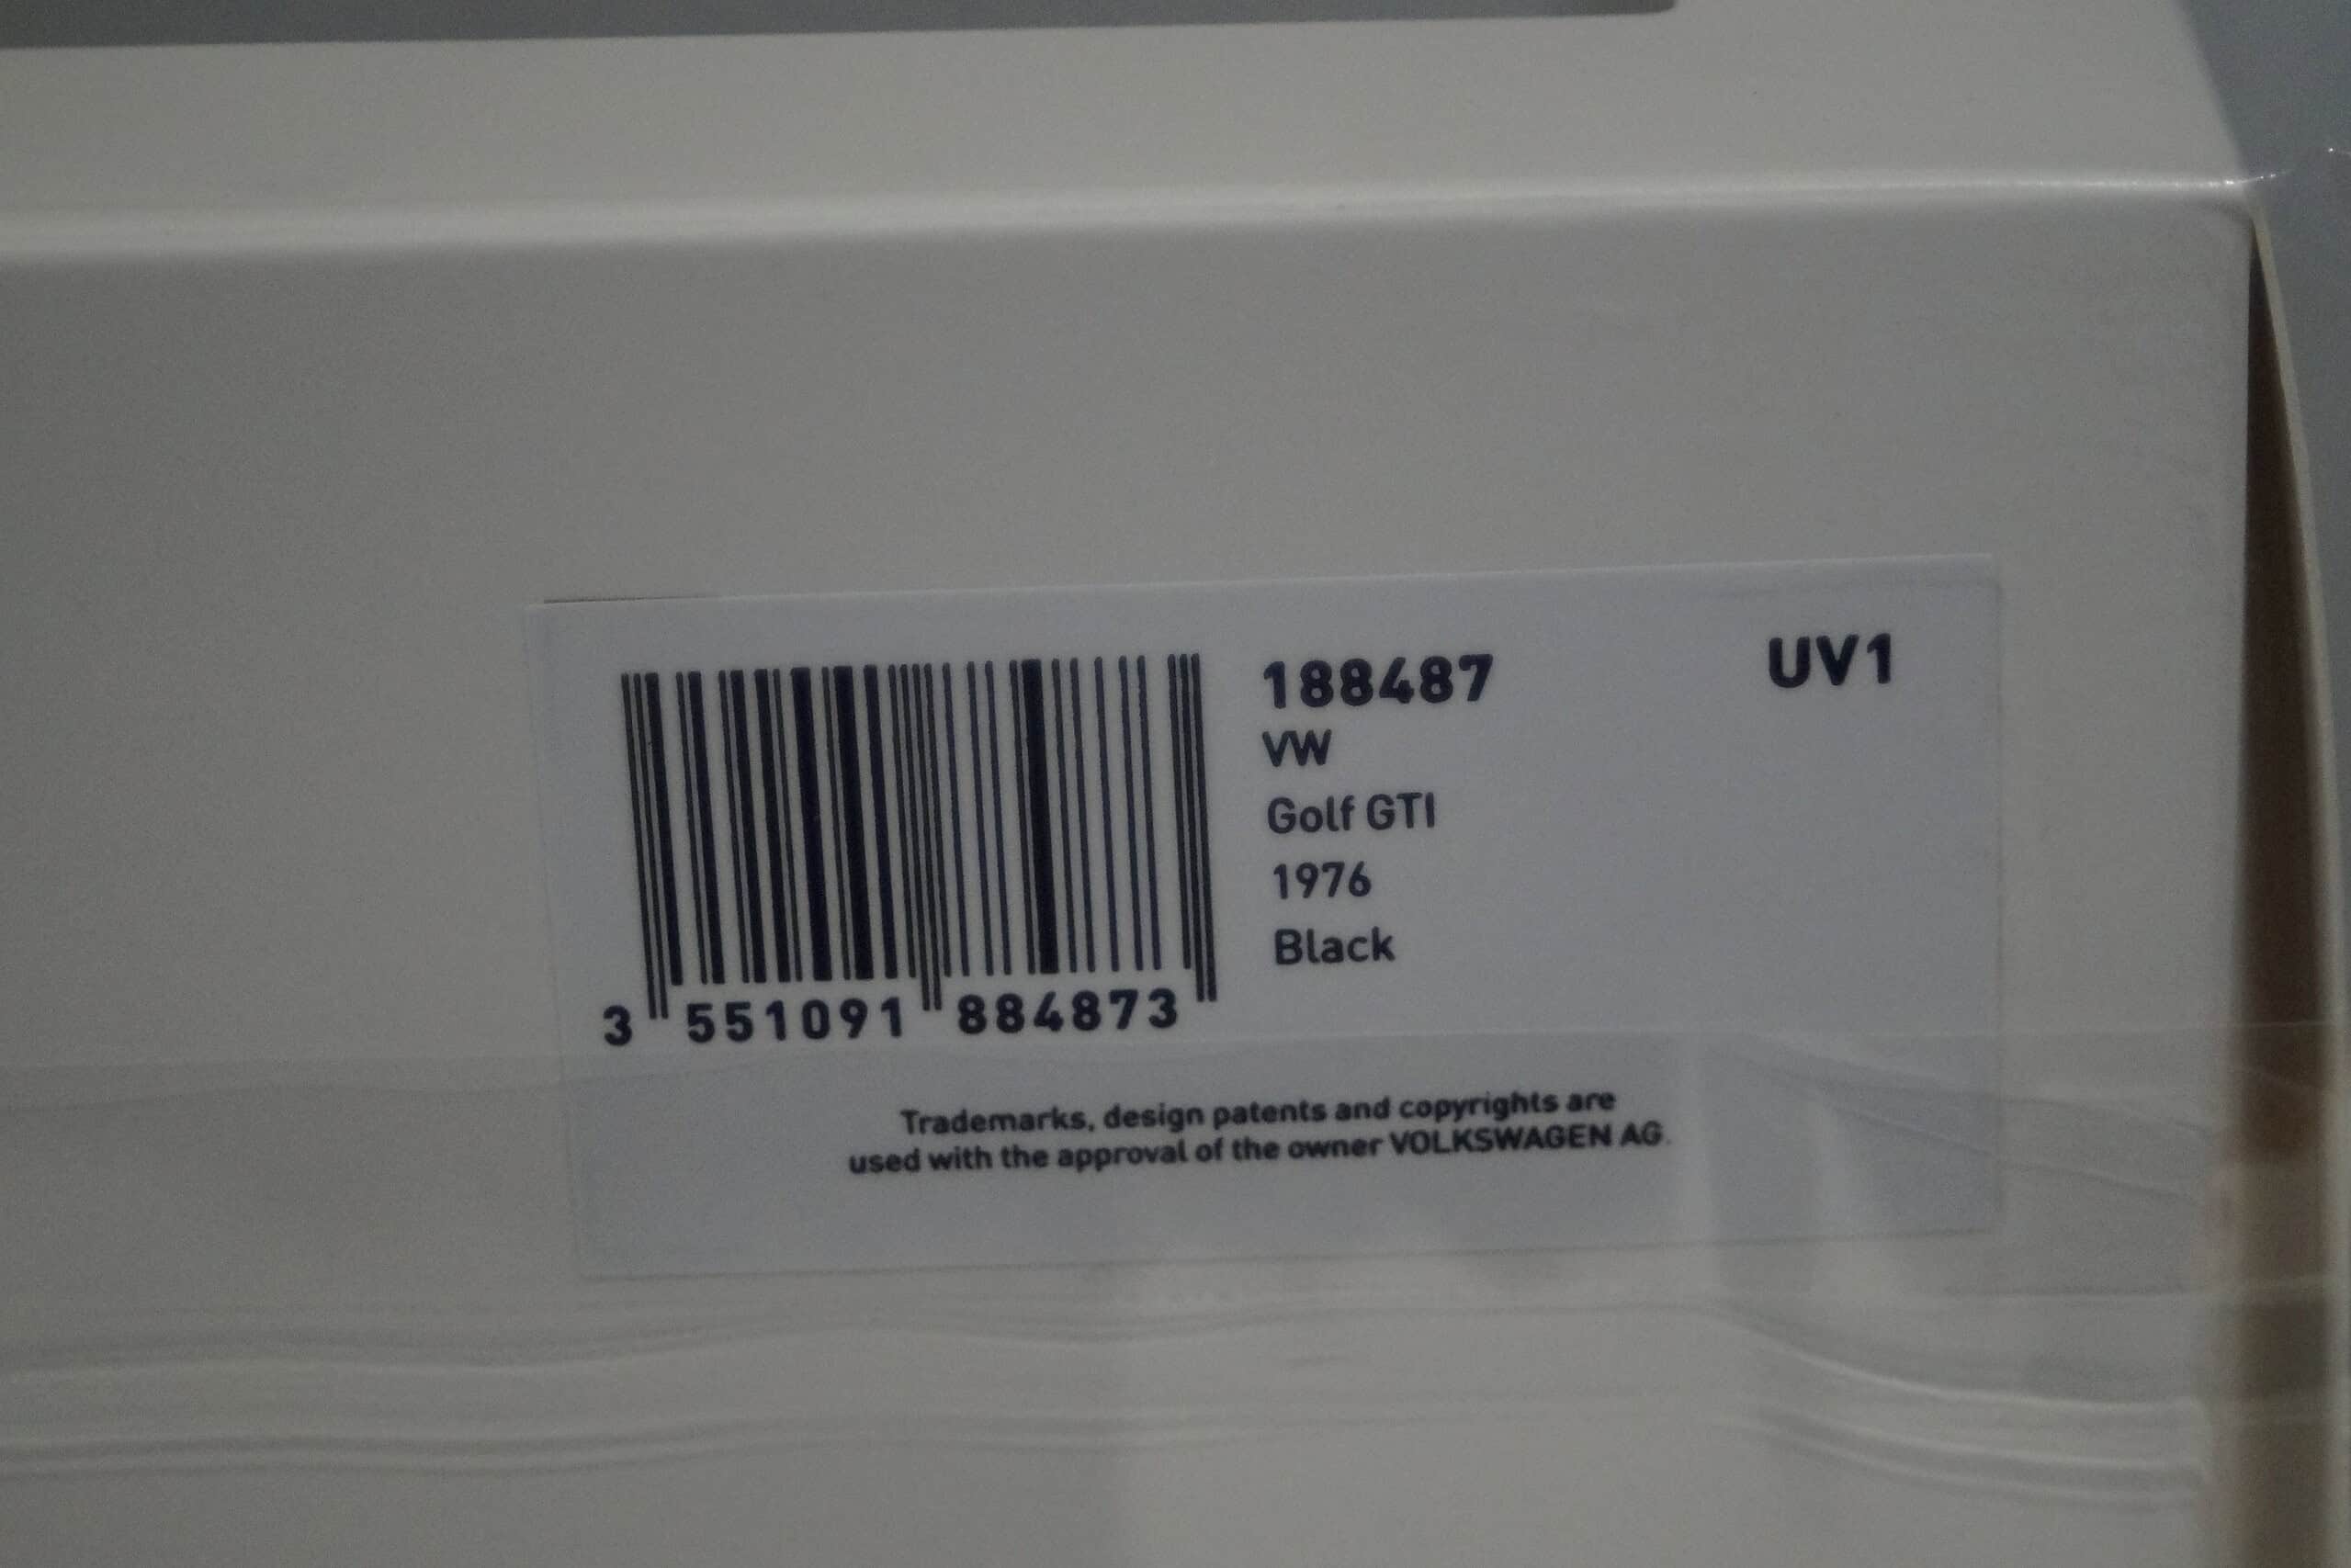 188487 UV1
VW
Golf GTI
1976
Black
3 551091 884873
Trademarks, design patents and copyrights are
used with the approval of the owner VOLKSWAGEN AG.